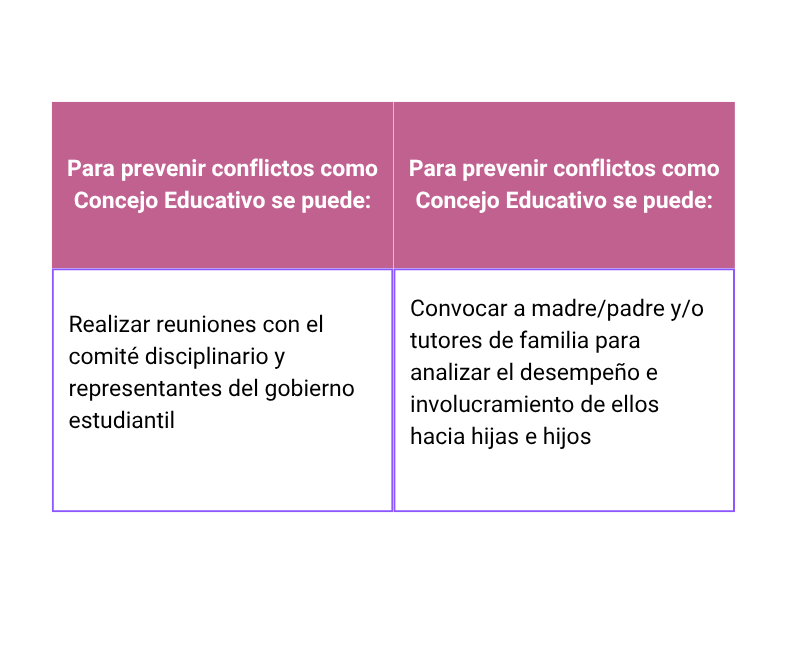 Para prevenir conflictos como
Concejo Educativo se puede:
Para prevenir conflictos como
Concejo Educativo se puede:
Realizar reuniones con el
comité disciplinario y
representantes del gobierno
estudiantil
Convocar a madre/padre y/o
tutores de familia para
analizar el desempeño e
involucramiento de ellos
hacia hijas e hijos